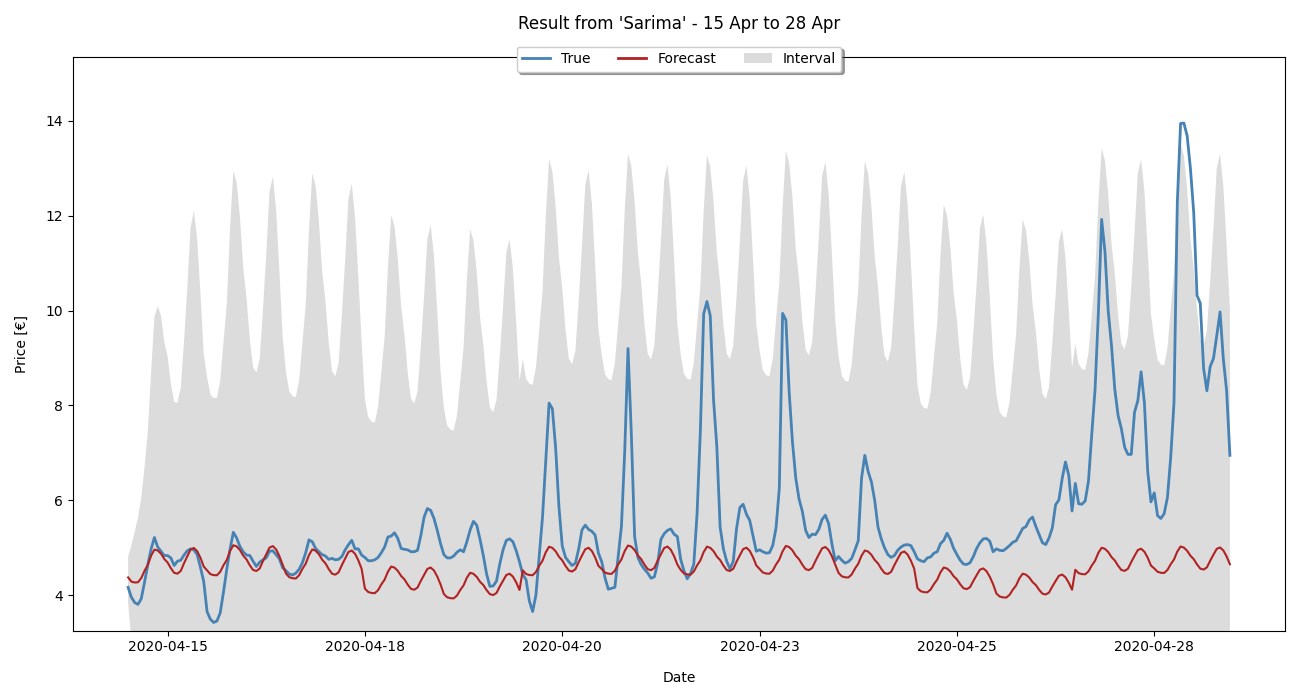 Result from 'Sarima' - 15 Apr to 28 Apr
True Forecast Interval
Price [€]
14
12
10
8
6
4
2020-04-15 2020-04-18 2020-04-20 2020-04-23 2020-04-25 2020-04-28
Date